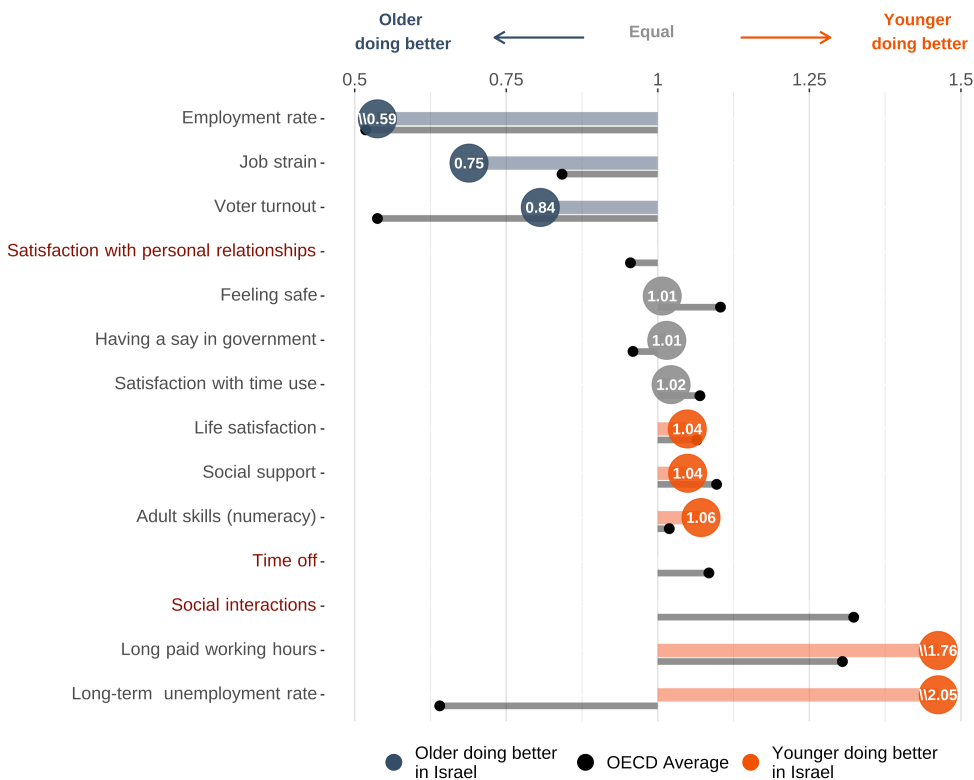 Older
doing better
Equal
Younger
doing better
0.5 0.75 1 1.25 1.5
Employment rate \\0.59
Job strain 0.75
Voter turnout 0.84
Satisfaction with personal relationships
Feeling safe 1.01
Having a say in government 1.01
Satisfaction with time use 1.02
Life satisfaction 1.04
Social support 1.04
Adult skills (numeracy) 1.06
Time off
Social interactions
Long paid working hours \\1.76
Long-term unemployment rate \\2.05
Older doing better
in Israel
OECD Average
Younger doing better
in Israel